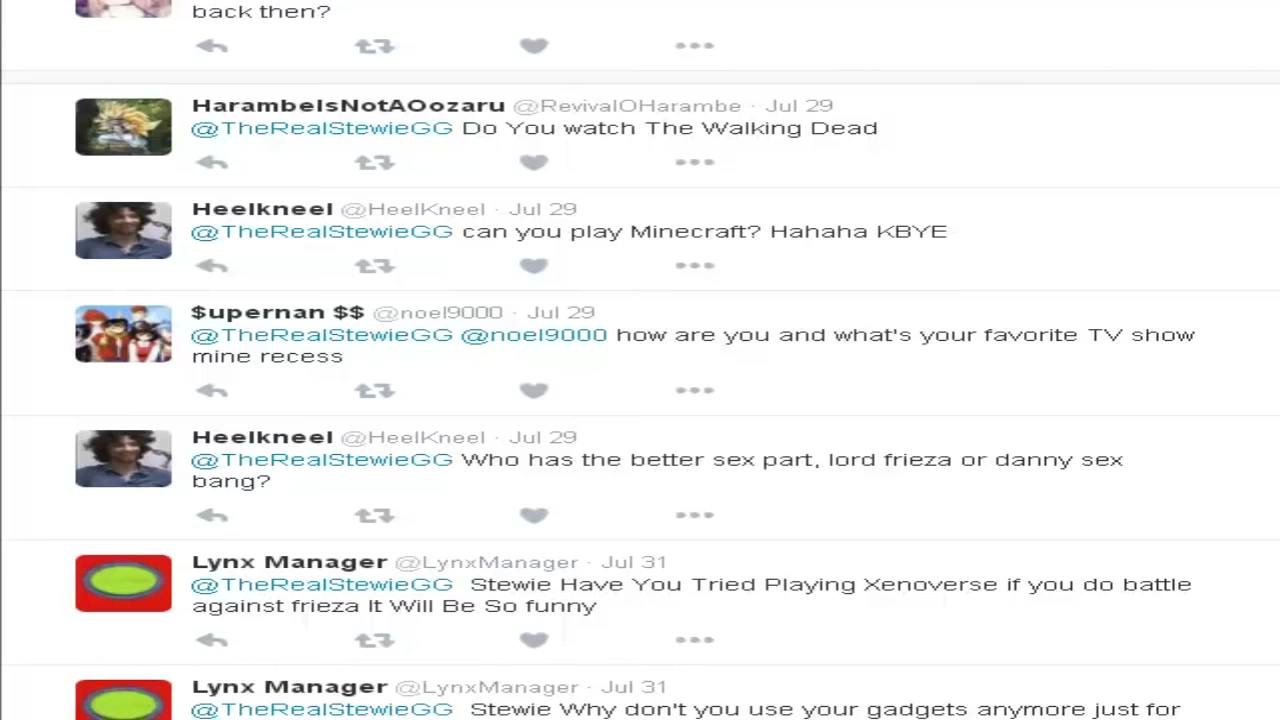 back then?
HarambeIsNotAOozaru @RevivalOHarambe · Jul 29
@TheRealStewieGG Do You watch The Walking Dead
Heelkneel @HeelKneel · Jul 29
@TheRealStewieGG can you play Minecraft? Hahaha KBYE
$upernan $$ @noel9000 · Jul 29
@TheRealStewieGG @noel9000 how are you and what's your favorite TV show
mine recess
Heelkneel @HeelKneel · Jul 29
@TheRealStewieGG Who has the better sex part, lord frieza or danny sex
bang?
Lynx Manager @LynxManager · Jul 31
@TheRealStewieGG Stewie Have You Tried Playing Xenoverse if you do battle
against frieza It Will Be So funny
Lynx Manager @LynxManager · Jul 31
@TheRealStewieGG Stewie Why don't you use your gadgets anymore just for